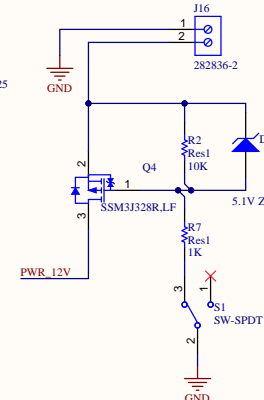 J16
1
2
282836-2
25
GND
R2
Res1
10K
D
2
Q4
1
5.1V Z
SSM3J328R,LF
3
R7
Res1
1K
PWR_12V
3
1
S1
SW-SPDT
2
GND